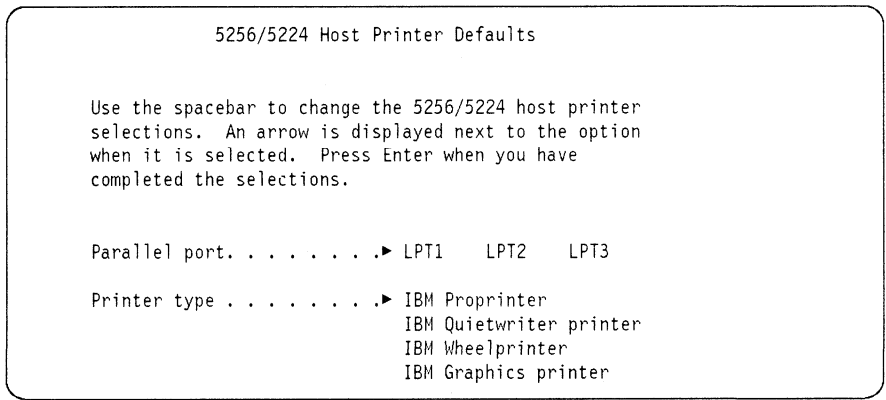 5256/5224 Host Printer Defaults
Use the spacebar to change the 5256/5224 host printer
selections. An arrow is displayed next to the option
when it is selected. Press Enter when you have
completed the selections.
Parallel port. . . . . . . .► LPT1 LPT2 LPT3
Printer type . . . . . . . .► IBM Proprinter
IBM Quietwriter printer
IBM Wheelprinter
IBM Graphics printer